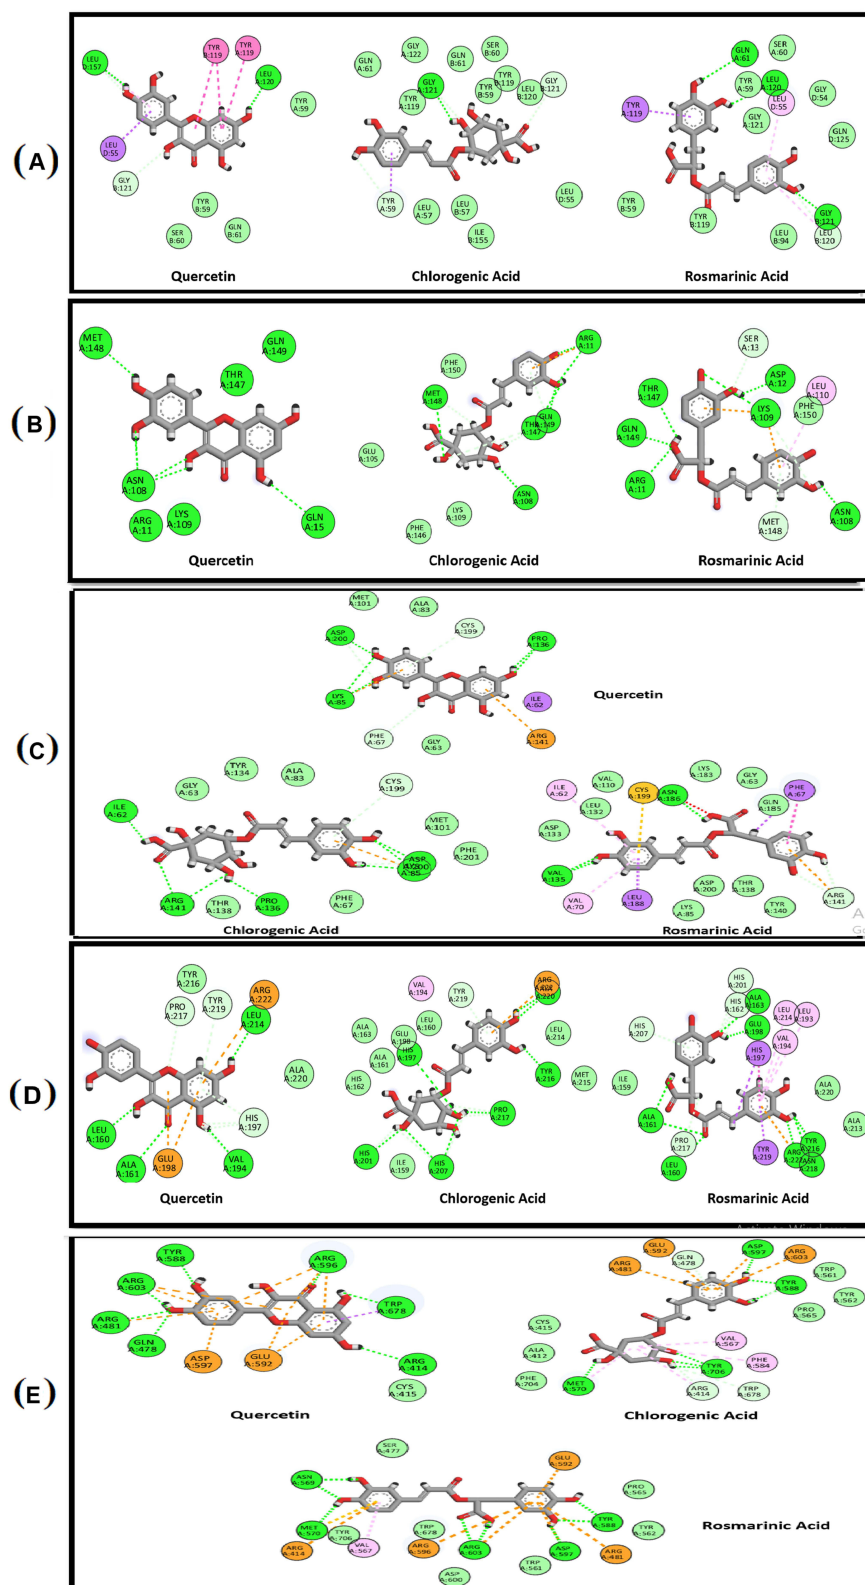 (A)
LEU
D:157
TYR
B:119
TYR
A:119
LEU
A:120
TYR
A:59
LEU
D:55
GLY
B:121
TYR
B:59
SER
B:60
GLN
B:61
Quercetin
GLN
A:61
GLY
A:122
GLN
B:61
SER
B:60
GLY
A:121
TYR
B:119
TYR
A:119
TYR
B:59
LEU
B:120
GLY
B:121
TYR
A:59
LEU
A:57
LEU
B:57
ILE
B:155
LEU
D:55
Chlorogenic Acid
GLN
A:61
SER
A:60
TYR
A:59
LEU
A:120
LEU
D:55
GLY
D:54
TYR
A:119
GLY
A:121
GLN
D:125
TYR
B:59
TYR
B:119
GLY
B:121
LEU
B:94
LEU
B:120
Rosmarinic Acid
(B)
MET
A:148
GLN
A:149
THR
A:147
ASN
A:108
ARG
A:11
LYS
A:109
GLN
A:15
Quercetin
ARG
A:11
PHE
A:150
MET
A:148
THR
A:147
GLN
A:149
GLU
A:105
ASN
A:108
LYS
A:109
PHE
A:146
Chlorogenic Acid
SER
A:13
ASP
A:12
THR
A:147
LYS
A:109
LEU
A:110
PHE
A:150
GLN
A:149
ARG
A:11
MET
A:148
ASN
A:108
Rosmarinic Acid
(C)
MET
A:101
ALA
A:83
ASP
A:200
CYS
A:199
PRO
A:136
LYS
A:85
ILE
A:62
PHE
A:67
GLY
A:63
ARG
A:141
Quercetin
GLY
A:63
TYR
A:134
ALA
A:83
CYS
A:199
ILE
A:62
MET
A:101
ASP
A:200
A:85
PHE
A:201
ARG
A:141
THR
A:138
PRO
A:136
PHE
A:67
Chlorogenic Acid
ILE
A:62
VAL
A:110
CYS
A:199
ASN
A:186
LYS
A:183
GLY
A:63
PHE
A:67
LEU
A:132
GLN
A:185
ASP
A:133
VAL
A:135
VAL
A:70
LEU
A:188
LYS
A:85
ASP
A:200
THR
A:138
TYR
A:140
ARG
A:141
Rosmarinic Acid
(D)
TYR
A:216
ARG
A:222
PRO
A:217
TYR
A:219
LEU
A:214
ALA
A:220
HIS
A:197
LEU
A:160
ALA
A:161
GLU
A:198
VAL
A:194
Quercetin
VAL
A:194
TYR
A:219
ARG
ALA
A:220
ALA
A:163
GLU
A:198
LEU
A:160
LEU
A:214
ALA
A:161
HIS
A:197
HIS
A:162
TYR
A:216
MET
A:215
PRO
A:217
HIS
A:201
ILE
A:159
HIS
A:207
Chlorogenic Acid
HIS
A:201
HIS
A:162
ALA
A:163
LEU
A:214
LEU
A:193
HIS
A:207
GLU
A:198
VAL
A:194
HIS
A:197
ILE
A:159
ALA
A:220
ALA
A:161
PRO
A:217
LEU
A:160
TYR
A:219
TYR
A:216
ARG
ASN
A:218
ALA
A:213
Rosmarinic Acid
(E)
TYR
A:588
ARG
A:596
ARG
A:603
ARG
A:481
TRP
A:678
GLN
A:478
ASP
A:597
GLU
A:592
ARG
A:414
CYS
A:415
Quercetin
GLU
A:592
ARG
A:481
GLN
A:478
ASP
A:597
ARG
A:603
TRP
A:561
TYR
A:588
TYR
A:562
PRO
A:565
CYS
A:415
VAL
A:567
ALA
A:412
PHE
A:584
PHE
A:704
MET
A:570
TYR
A:706
ARG
A:414
TRP
A:678
Chlorogenic Acid
SER
A:477
GLU
A:592
ASN
A:569
PRO
A:565
MET
A:570
TYR
A:706
TRP
A:678
TYR
A:588
TYR
A:562
ARG
A:414
VAL
A:567
ARG
A:596
ARG
A:603
ASP
A:597
ARG
A:481
TRP
A:561
ASP
A:600
Rosmarinic Acid